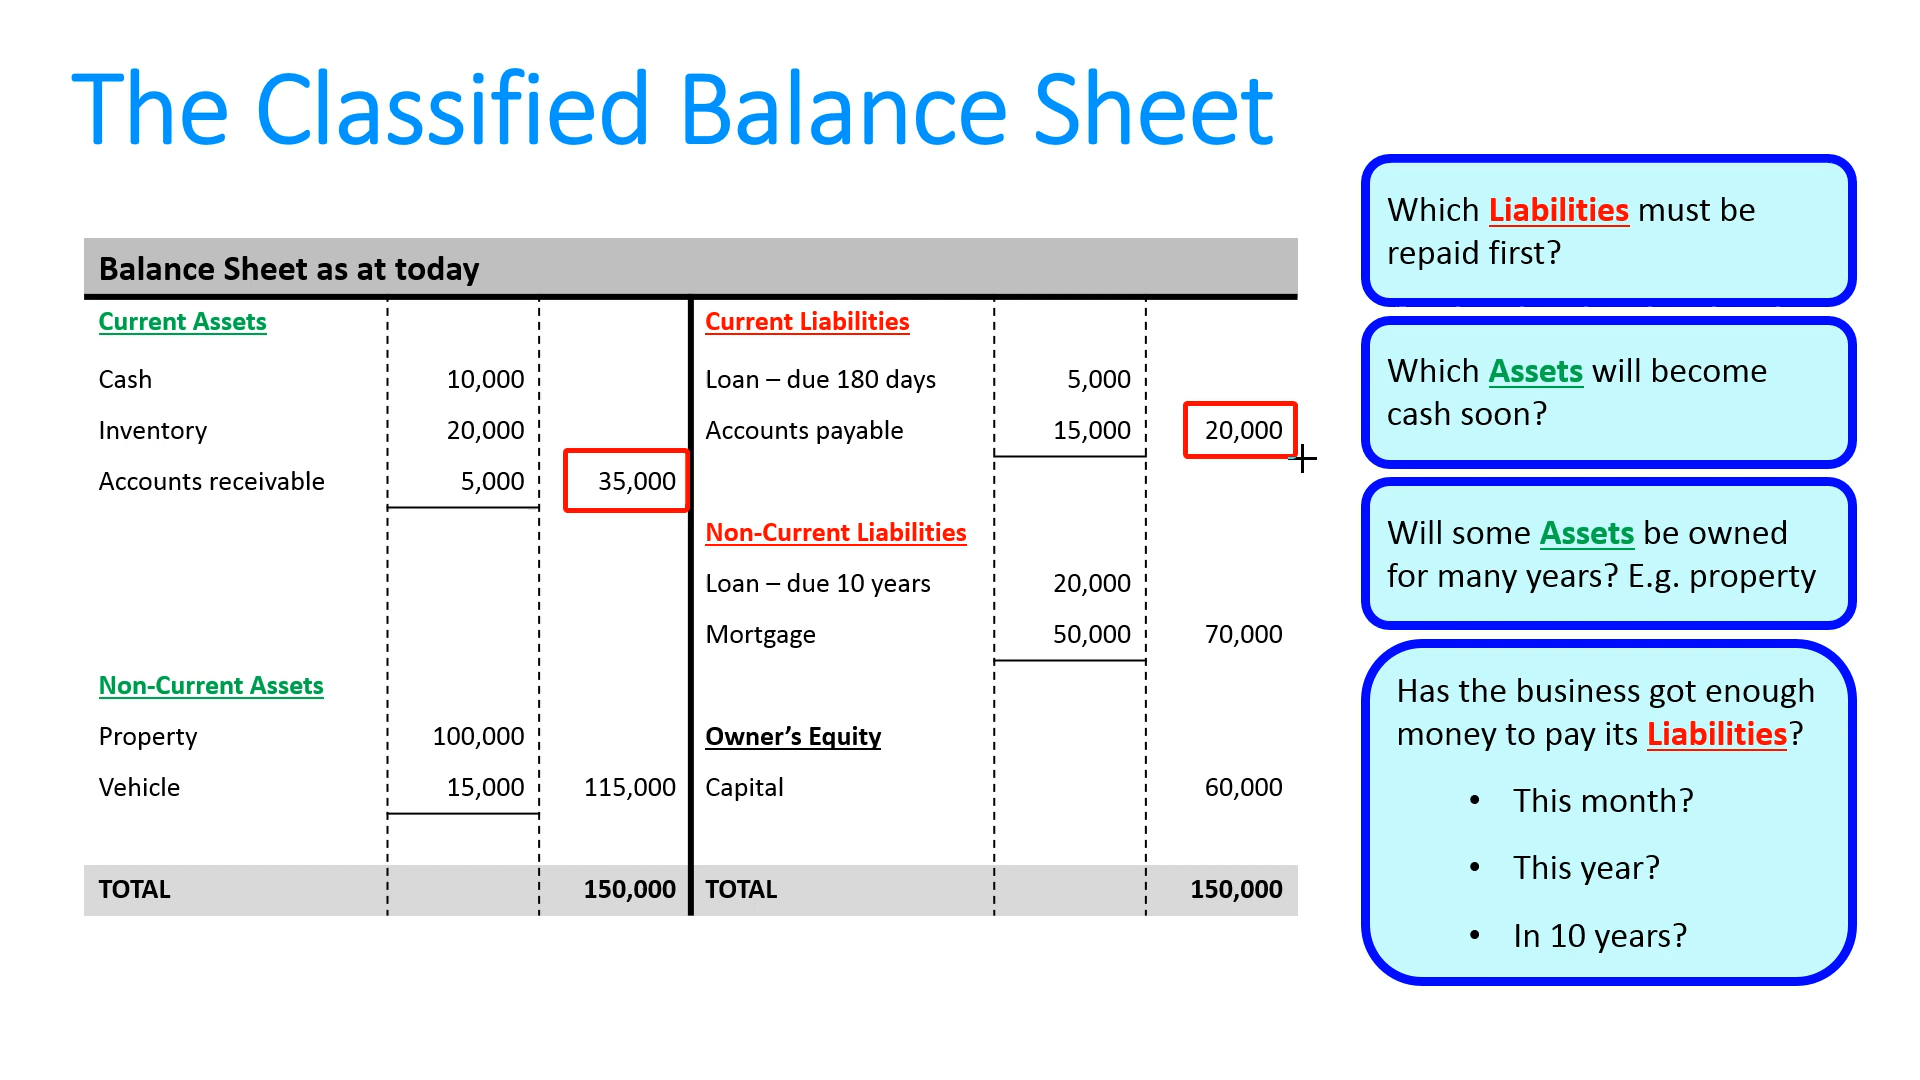 The Classified Balance Sheet
Balance Sheet as at today
Current Assets
Cash 10,000
Inventory 20,000
Accounts receivable 5,000 35,000
Non-Current Assets
Property 100,000
Vehicle 15,000 115,000
TOTAL 150,000
Current Liabilities
Loan – due 180 days 5,000
Accounts payable 15,000 20,000
Non-Current Liabilities
Loan – due 10 years 20,000
Mortgage 50,000 70,000
Owner’s Equity
Capital 60,000
TOTAL 150,000
Which Liabilities must be
repaid first?
Which Assets will become
cash soon?
Will some Assets be owned
for many years? E.g. property
Has the business got enough
money to pay its Liabilities?
• This month?
• This year?
• In 10 years?